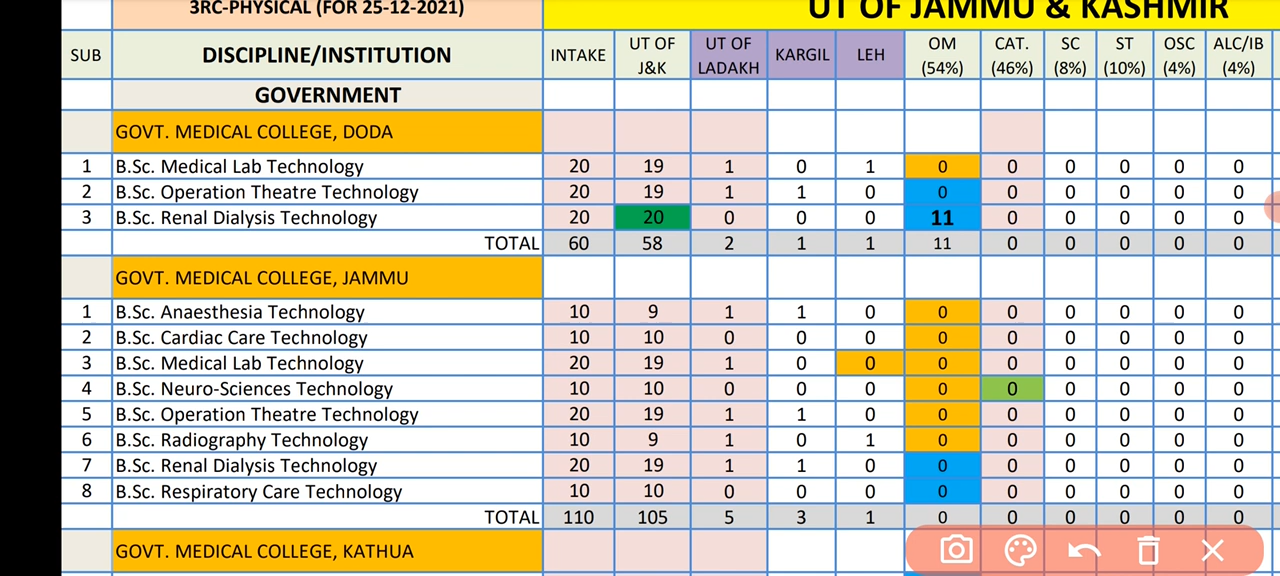 3RC-PHYSICAL (FOR 25-12-2021) UT OF JAMMU & KASHMIR
SUB DISCIPLINE/INSTITUTION INTAKE UT OF J&K UT OF LADAKH KARGIL LEH OM (54%) CAT. (46%) SC (8%) ST (10%) OSC (4%) ALC/IB (4%)
GOVERNMENT
GOVT. MEDICAL COLLEGE, DODA
1 B.Sc. Medical Lab Technology 20 19 1 0 1 0 0 0 0 0 0
2 B.Sc. Operation Theatre Technology 20 19 1 1 0 0 0 0 0 0 0
3 B.Sc. Renal Dialysis Technology 20 20 0 0 0 11 0 0 0 0 0
TOTAL 60 58 2 1 1 11 0 0 0 0 0
GOVT. MEDICAL COLLEGE, JAMMU
1 B.Sc. Anaesthesia Technology 10 9 1 1 0 0 0 0 0 0 0
2 B.Sc. Cardiac Care Technology 10 10 0 0 0 0 0 0 0 0 0
3 B.Sc. Medical Lab Technology 20 19 1 0 0 0 0 0 0 0 0
4 B.Sc. Neuro-Sciences Technology 10 10 0 0 0 0 0 0 0 0 0
5 B.Sc. Operation Theatre Technology 20 19 1 1 0 0 0 0 0 0 0
6 B.Sc. Radiography Technology 10 9 1 0 1 0 0 0 0 0 0
7 B.Sc. Renal Dialysis Technology 20 19 1 1 0 0 0 0 0 0 0
8 B.Sc. Respiratory Care Technology 10 10 0 0 0 0 0 0 0 0 0
TOTAL 110 105 5 3 1 0 0 0 0 0 0
GOVT. MEDICAL COLLEGE, KATHUA